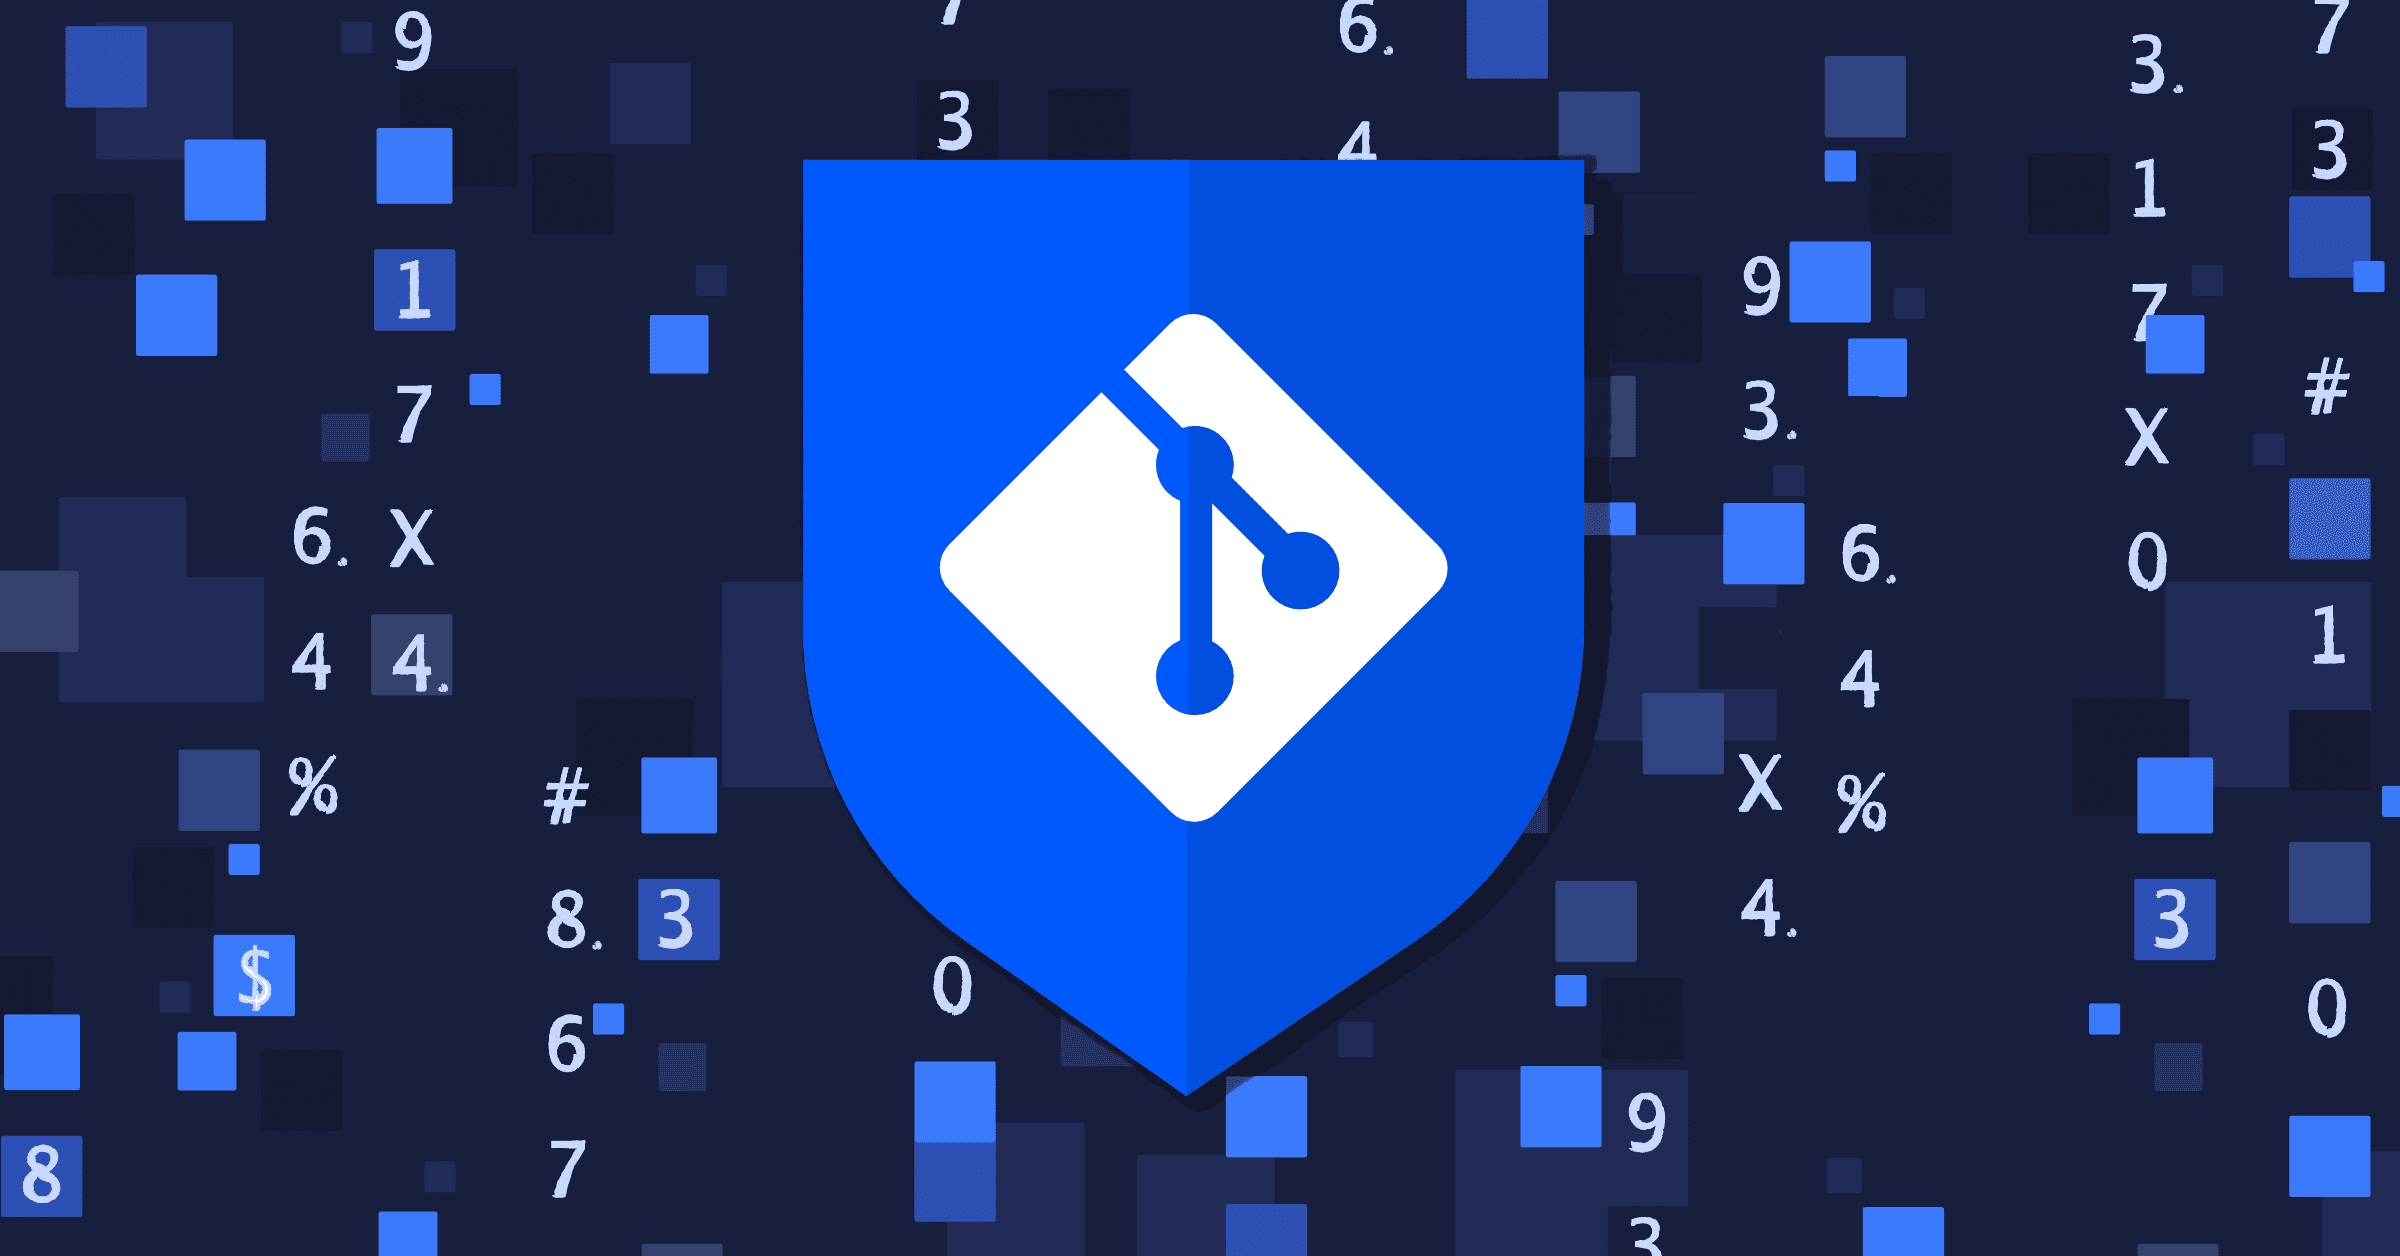 8
$
6. 4 %
9 1 7 X 4.
# 8. 6 7
3
7 3 0
6. 4
9 3
9 3. X 4.
6. 4 %
3. 1 7 X 0
3
7 3 # 1 0